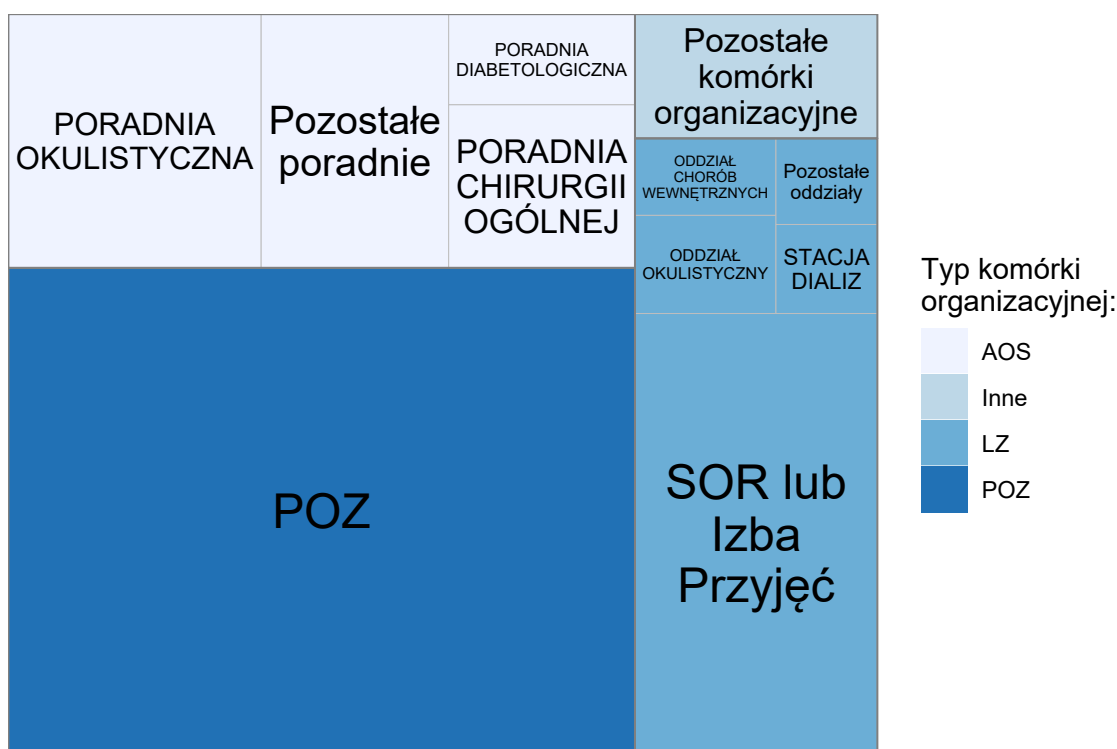 PORADNIA
OKULISTYCZNA
Pozostałe
poradnie
PORADNIA
DIABETOLOGICZNA
PORADNIA
CHIRURGII
OGÓLNEJ
Pozostałe
komórki
organizacyjne
ODDZIAŁ
CHORÓB
WEWNĘTRZNYCH
Pozostałe
oddziały
ODDZIAŁ
OKULISTYCZNY
STACJA
DIALIZ
POZ
SOR lub
Izba
Przyjęć
Typ komórki
organizacyjnej:
AOS
Inne
LZ
POZ